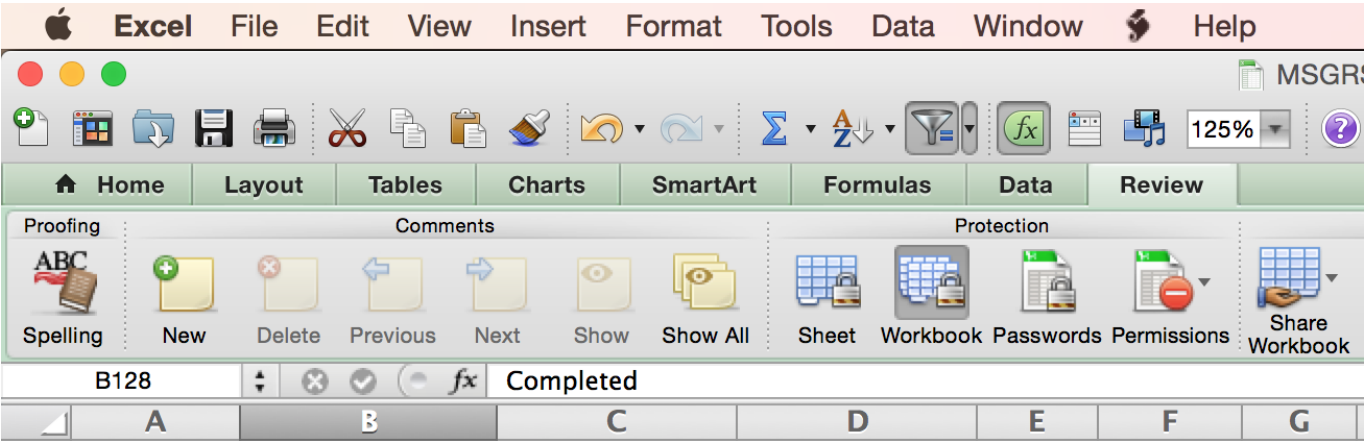 Excel File Edit View Insert Format Tools Data Window Help
MSGRS
Σ A Z fx 125% ?
Home Layout Tables Charts SmartArt Formulas Data Review
Proofing Comments Protection
ABC
Spelling New Delete Previous Next Show Show All Sheet Workbook Passwords Permissions Share Workbook
B128 fx Completed
A B C D E F G